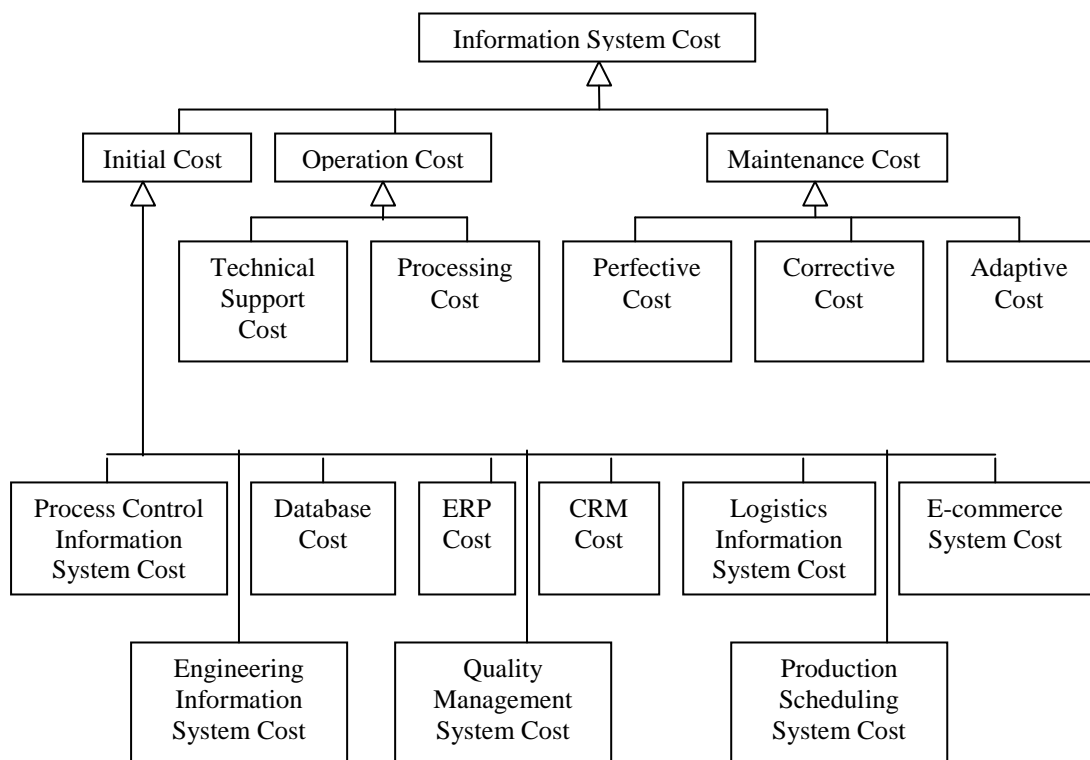 Information System Cost
Initial Cost
Operation Cost
Maintenance Cost
Technical
Support
Cost
Processing
Cost
Perfective
Cost
Corrective
Cost
Adaptive
Cost
Process Control
Information
System Cost
Database
Cost
ERP
Cost
CRM
Cost
Logistics
Information
System Cost
E-commerce
System Cost
Engineering
Information
System Cost
Quality
Management
System Cost
Production
Scheduling
System Cost